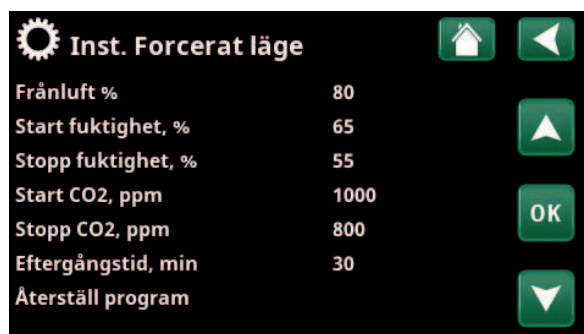 Inst. Forcerat läge
Frånluft % 80
Start fuktighet, % 65
Stopp fuktighet, % 55
Start CO2, ppm 1000
Stopp CO2, ppm 800
OK
Eftergångstid, min 30
Återställ program